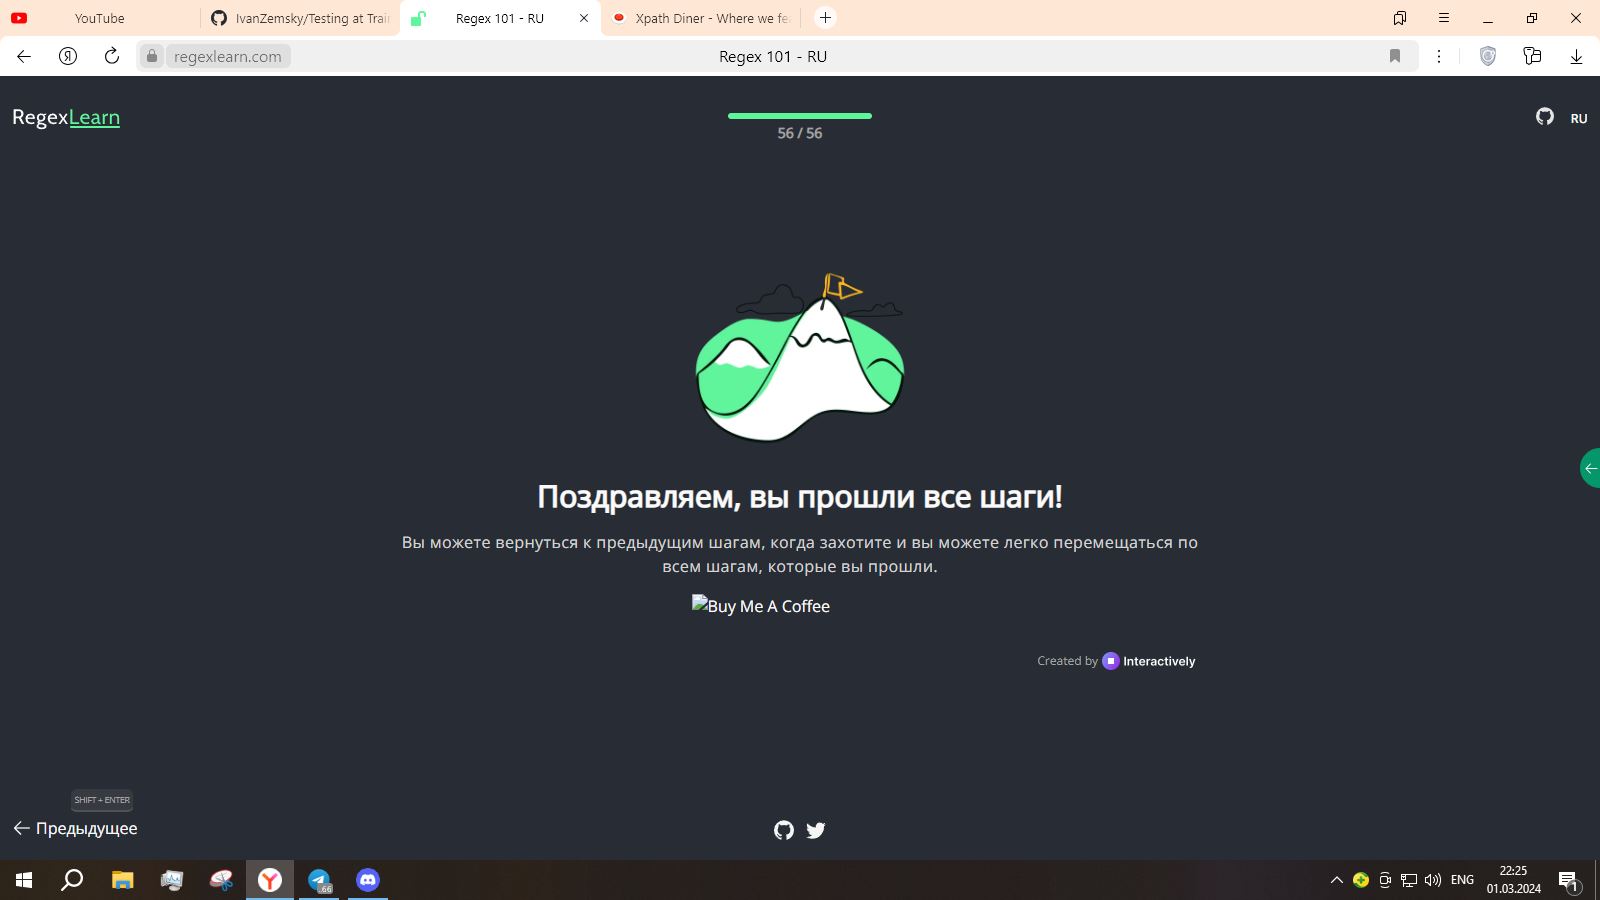 YouTube
IvanZemsky/Testing at Trai
Regex 101 - RU
Xpath Diner - Where we fe
regexlearn.com
Regex 101 - RU
RegexLearn
56 / 56
RU
Поздравляем, вы прошли все шаги!
Вы можете вернуться к предыдущим шагам, когда захотите и вы можете легко перемещаться по
всем шагам, которые вы прошли.
Buy Me A Coffee
Created by Interactively
SHIFT + ENTER
Предыдущее
66
ENG
22:25
01.03.2024
1